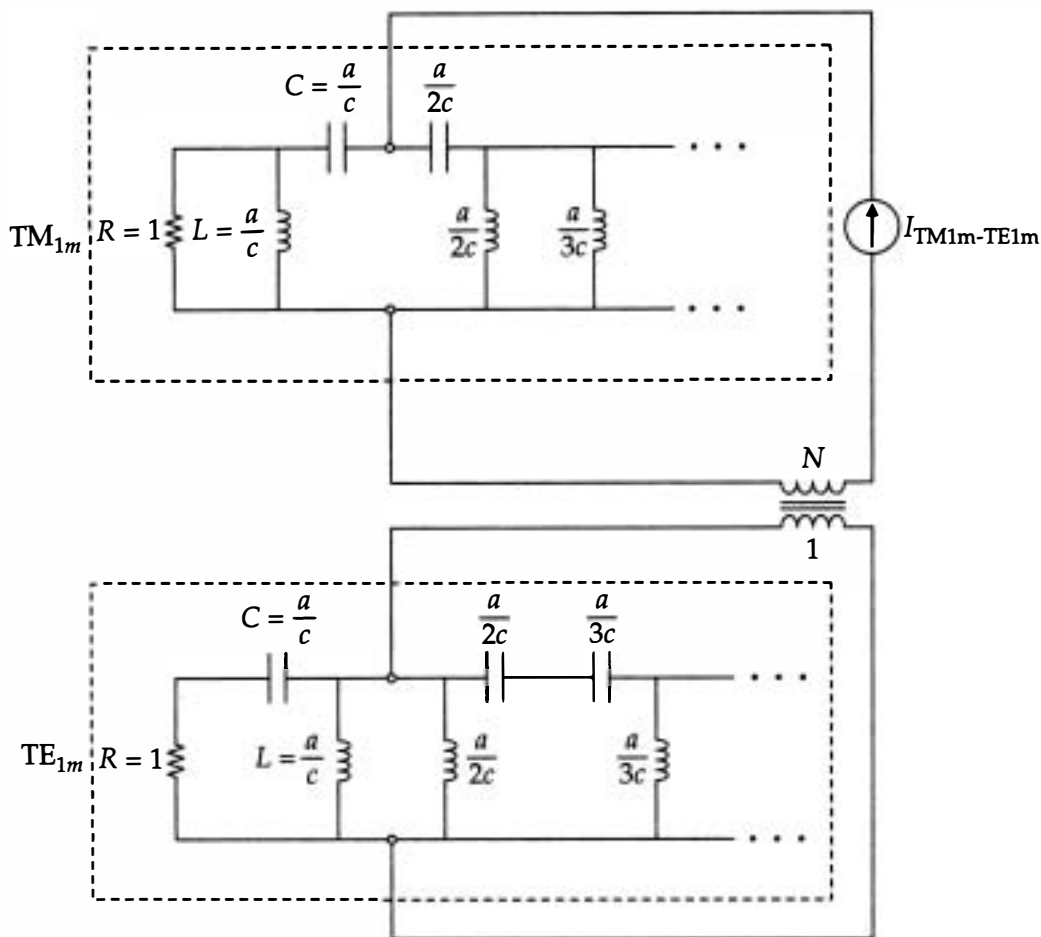 C = a/c
a/2c
TM1m
R = 1
L = a/c
a/2c
a/3c
. . .
. . .
ITM1m-TE1m
N
1
C = a/c
a/2c
a/3c
TE1m
R = 1
L = a/c
a/2c
a/3c
. . .
. . .